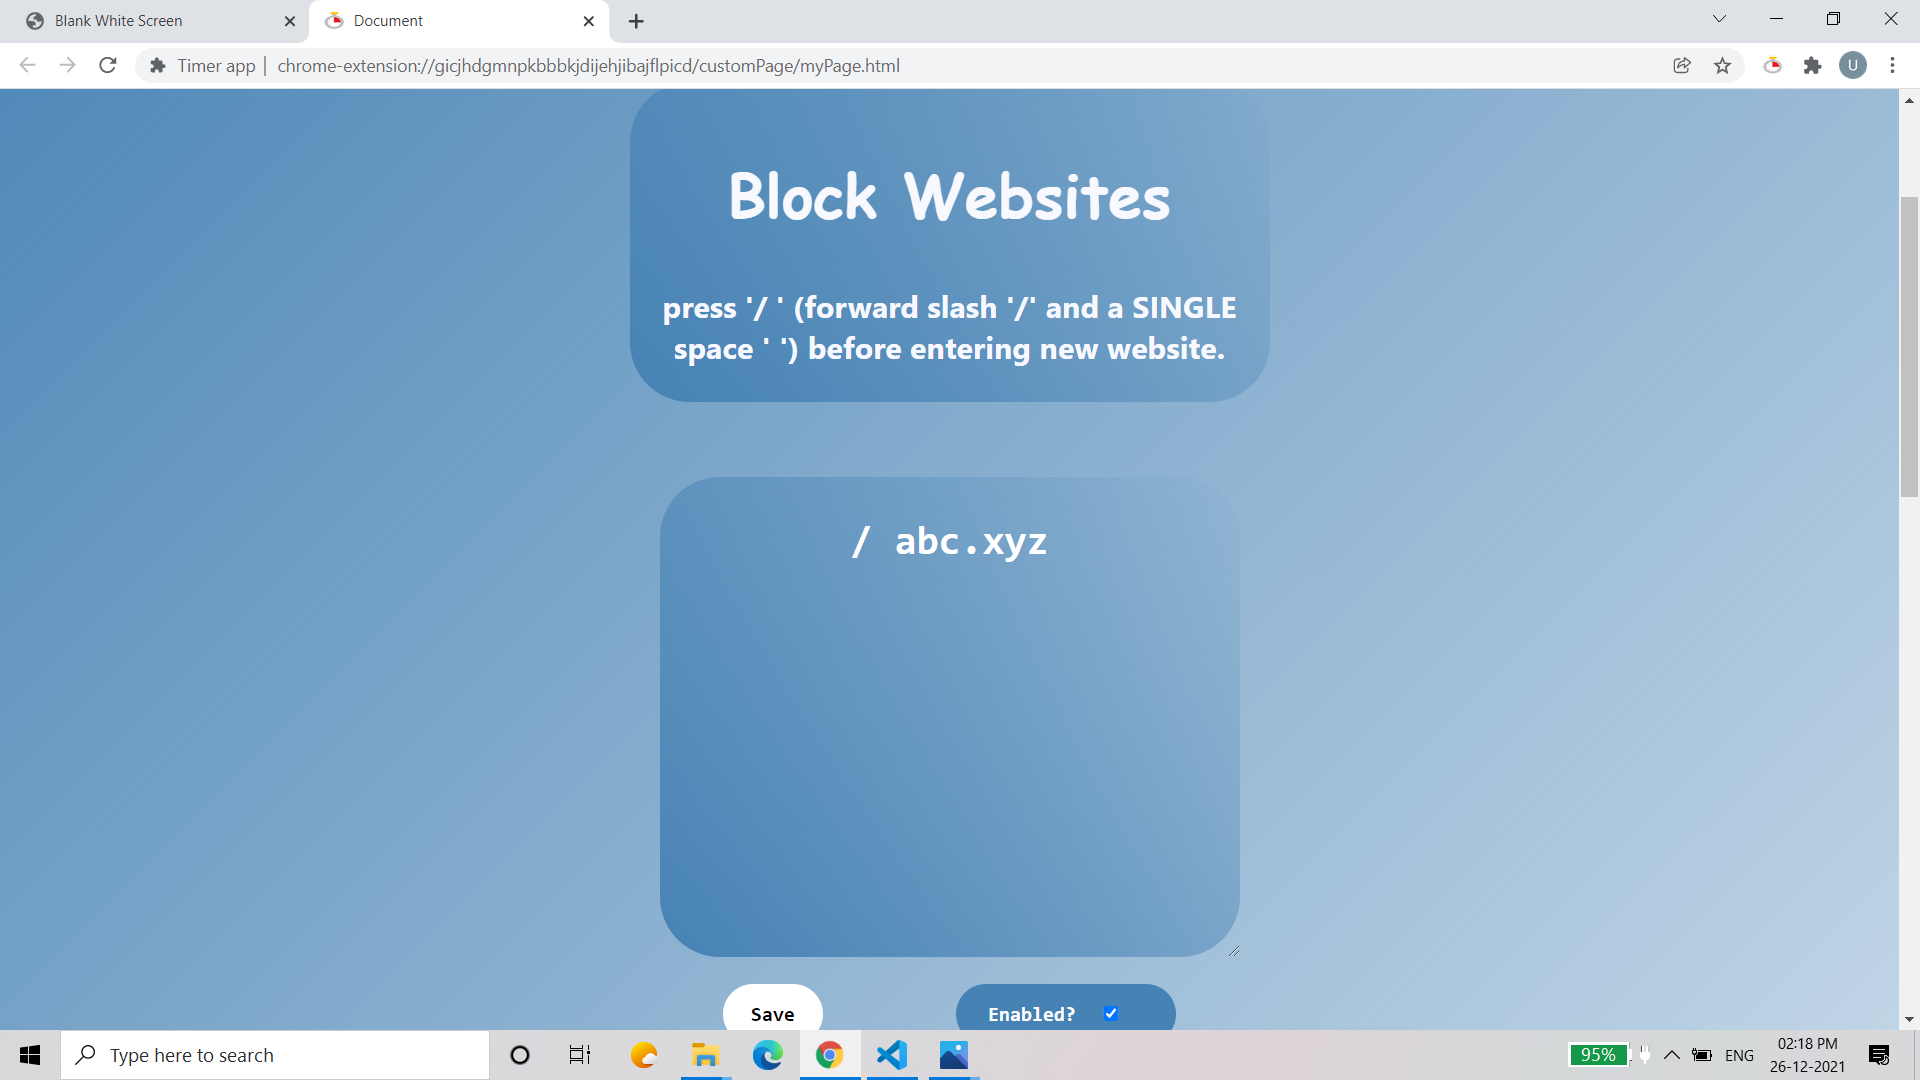 Blank White Screen
Document
Timer app | chrome-extension://gicjhdgmnpkbbbkjdijehjibajflpicd/customPage/myPage.html
U
Block Websites
press '/ ' (forward slash '/' and a SINGLE
space ' ') before entering new website.
/ abc.xyz
Save
Enabled?
Type here to search
95%
ENG
02:18 PM
26-12-2021